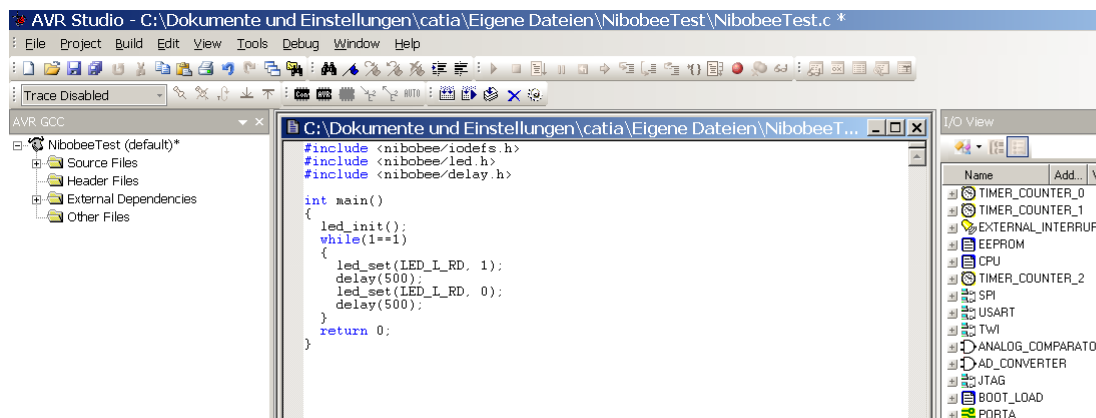 AVR Studio - C:\Dokumente und Einstellungen\catia\Eigene Dateien\NibobeeTest\NibobeeTest.c *
File Project Build Edit View Tools Debug Window Help
Trace Disabled
AUTO
AVR GCC
NibobeeTest (default)*
Source Files
Header Files
External Dependencies
Other Files
C:\Dokumente und Einstellungen\catia\Eigene Dateien\NibobeeT...
#include <nibobee/iodefs.h>
#include <nibobee/led.h>
#include <nibobee/delay.h>
int main()
{
led_init();
while(1==1)
{
led_set(LED_L_RD, 1);
delay(500);
led_set(LED_L_RD, 0);
delay(500);
}
return 0;
}
I/O View
Name Add...
TIMER_COUNTER_0
TIMER_COUNTER_1
EXTERNAL_INTERRUP
EEPROM
CPU
TIMER_COUNTER_2
SPI
USART
TWI
ANALOG_COMPARATO
AD_CONVERTER
JTAG
BOOT_LOAD
PORTA